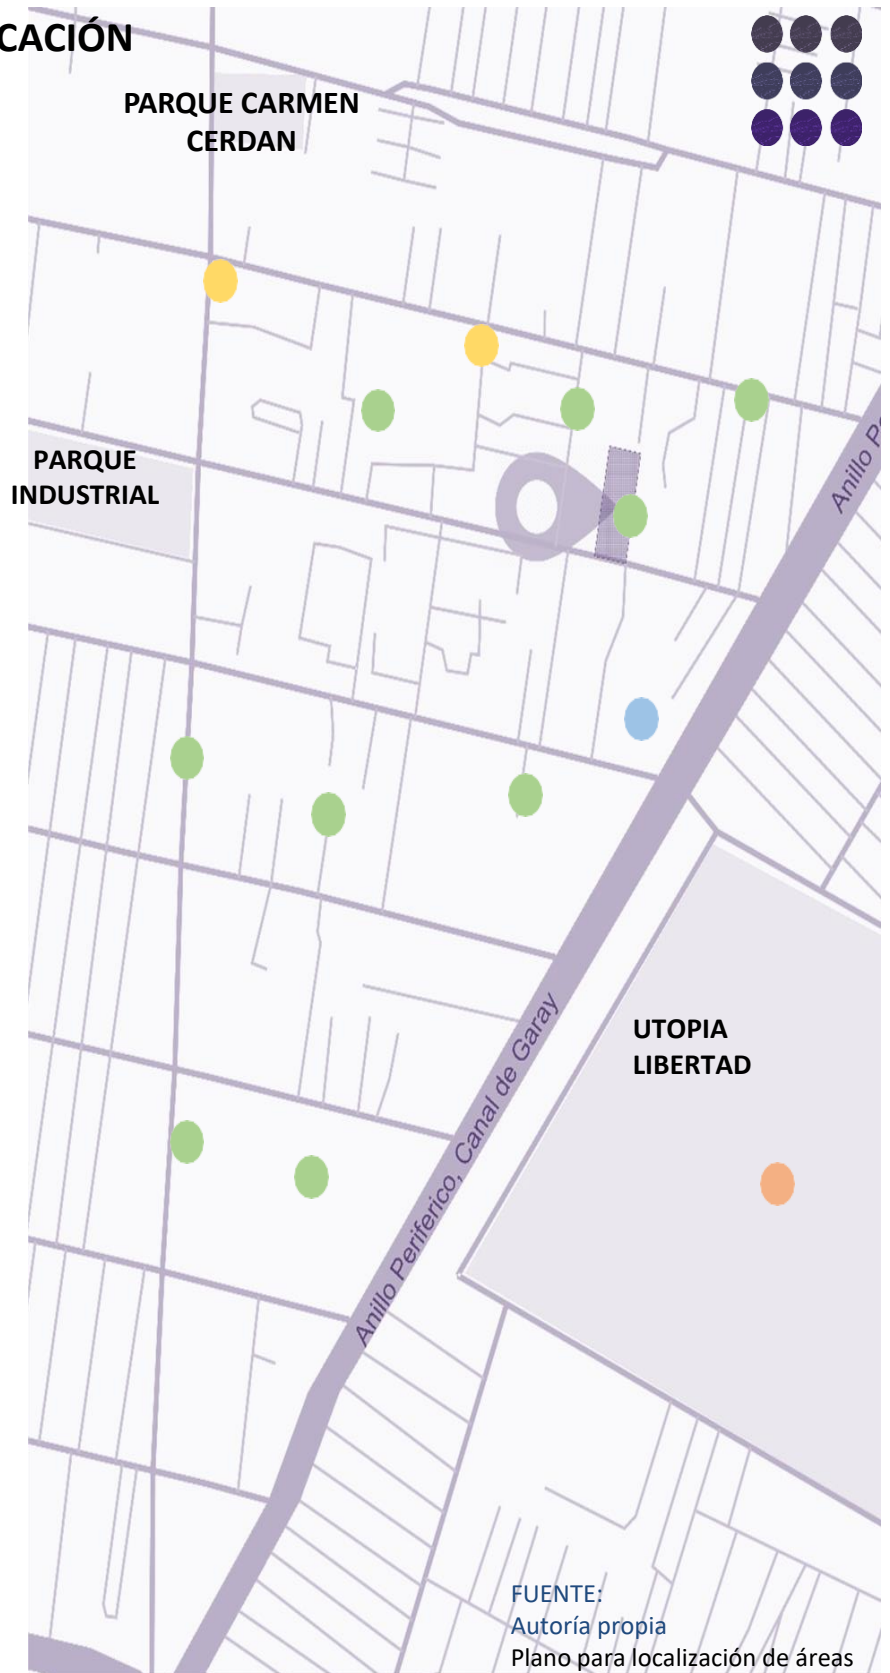 CACIÓN
PARQUE CARMEN
CERDAN
PARQUE
INDUSTRIAL
Anillo Pe
UTOPIA
LIBERTAD
Anillo Periferico, Canal de Garay
FUENTE:
Autoría propia
Plano para localización de áreas